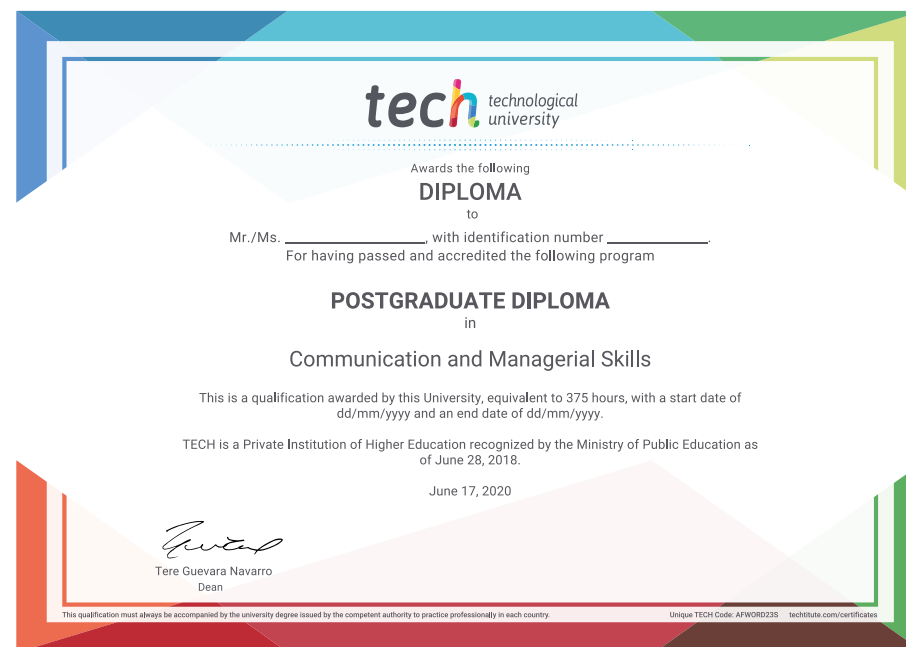 tech technological
university
Awards the following
DIPLOMA
to
Mr./Ms. ____________________, with identification number ______________.
For having passed and accredited the following program
POSTGRADUATE DIPLOMA
in
Communication and Managerial Skills
This is a qualification awarded by this University, equivalent to 375 hours, with a start date of
dd/mm/yyyy and an end date of dd/mm/yyyy.
TECH is a Private Institution of Higher Education recognized by the Ministry of Public Education as
of June 28, 2018.
June 17, 2020
Tere Guevara Navarro
Dean
This qualification must always be accompanied by the university degree issued by the competent authority to practice professionally in each country.
Unique TECH Code: AFWORD23S techtitute.com/certificates